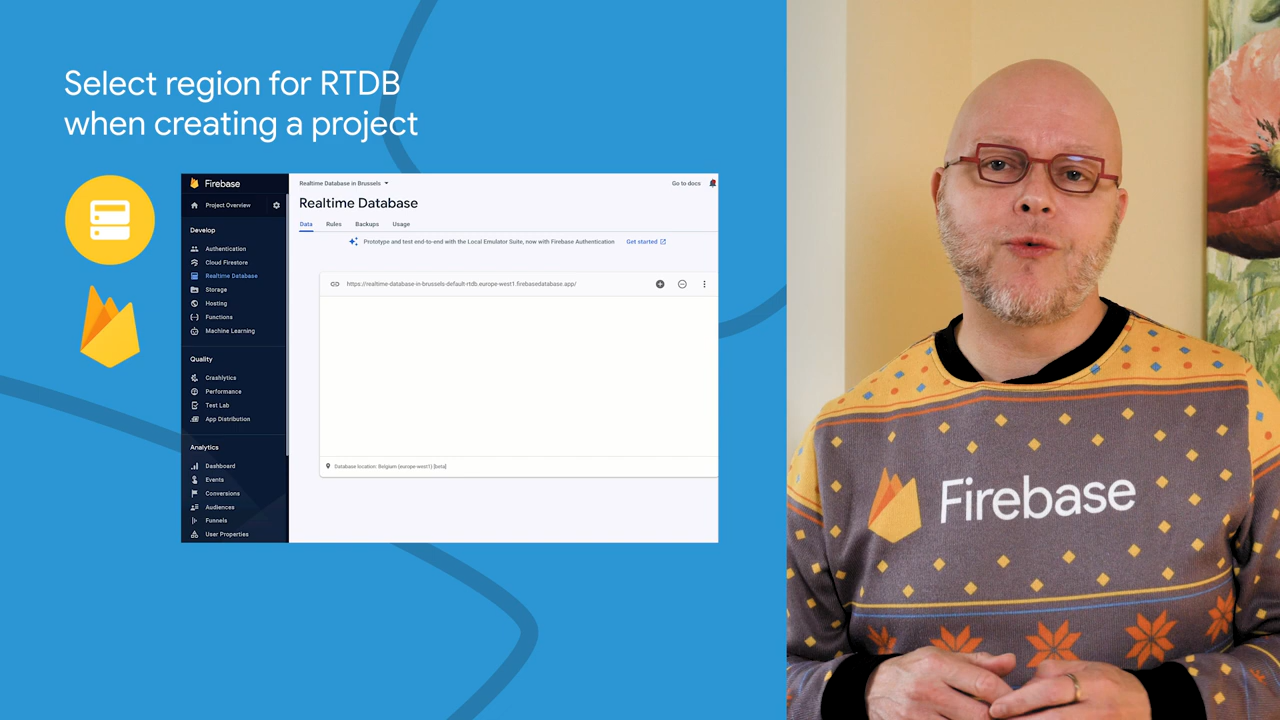 Select region for RTDB
when creating a project
Firebase
Project Overview
Develop
Authentication
Cloud Firestore
Realtime Database
Storage
Hosting
Functions
Machine Learning
Quality
Crashlytics
Performance
Test Lab
App Distribution
Analytics
Dashboard
Events
Conversions
Audiences
Funnels
User Properties
Realtime Database in Brussels
Go to docs
Realtime Database
Data Rules Backups Usage
Prototype and test end-to-end with the Local Emulator Suite, now with Firebase Authentication Get started
https://realtime-database-in-brussels-default-rtdb.europe-west1.firebasedatabase.app/
Database location: Belgium (europe-west1) [beta]
Firebase